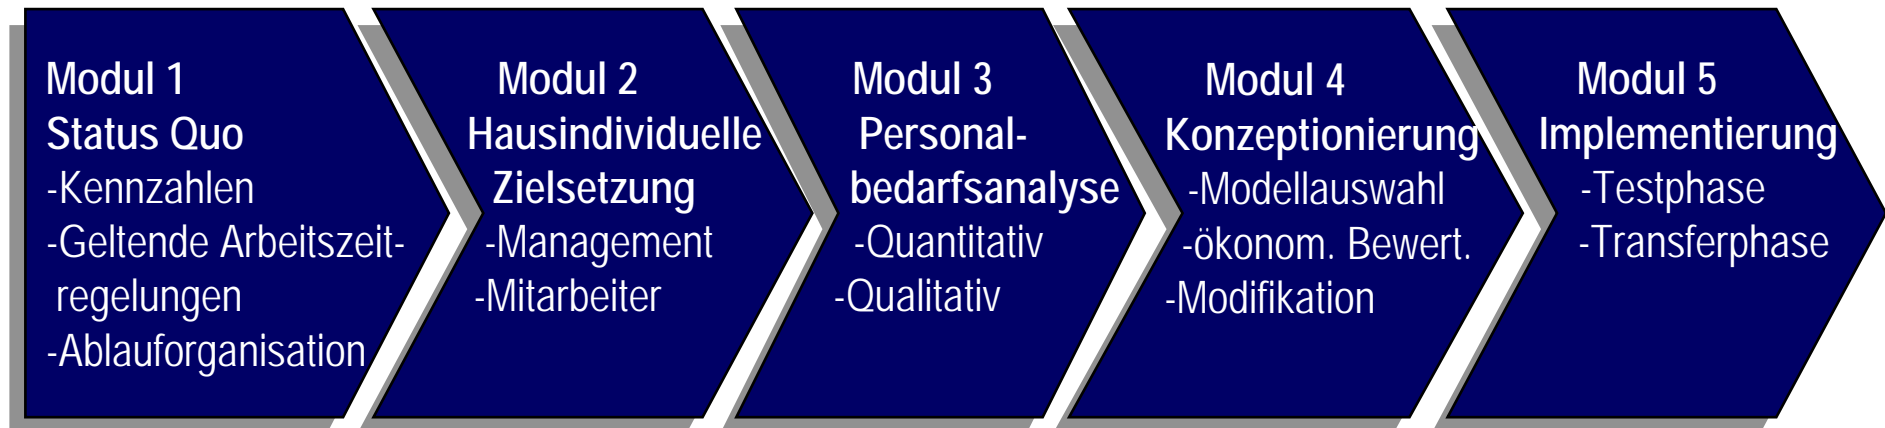 Modul 1
Status Quo
-Kennzahlen
-Geltende Arbeitszeit-
regelungen
-Ablauforganisation
Modul 2
Hausindividuelle
Zielsetzung
-Management
-Mitarbeiter
Modul 3
Personal-
bedarfsanalyse
-Quantitativ
-Qualitativ
Modul 4
Konzeptionierung
-Modellauswahl
-ökonom. Bewert.
-Modifikation
Modul 5
Implementierung
-Testphase
-Transferphase